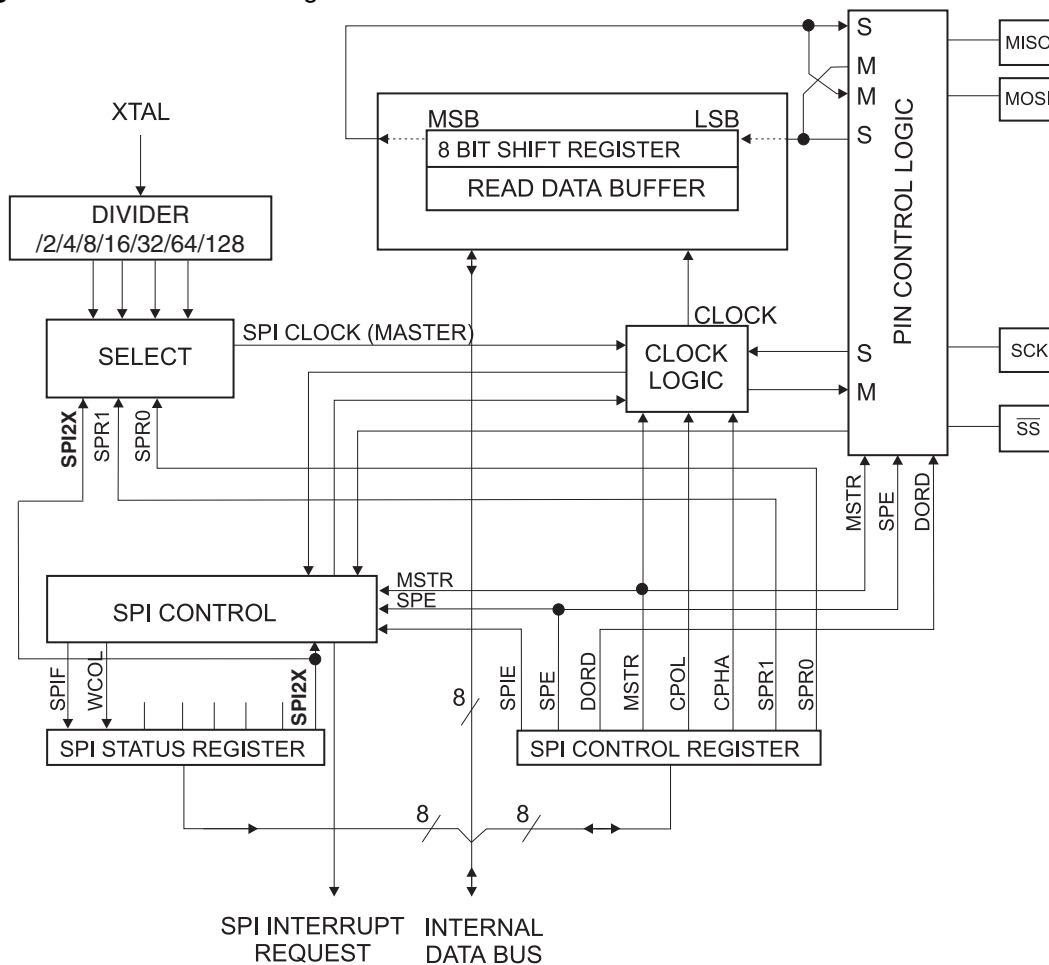 S
MISO
M
XTAL
MSB
LSB
M
MOSI
8 BIT SHIFT REGISTER
S
READ DATA BUFFER
DIVIDER
/2/4/8/16/32/64/128
PIN CONTROL LOGIC
SPI CLOCK (MASTER)
CLOCK
SELECT
CLOCK
LOGIC
S
SCK
M
SPI2X
SPR1
SPR0
SS
MSTR
SPE
DORD
MSTR
SPE
SPI CONTROL
SPIF
WCOL
SPI2X
8
SPIE
SPE
DORD
MSTR
CPOL
CPHA
SPR1
SPR0
SPI STATUS REGISTER
SPI CONTROL REGISTER
8
8
SPI INTERRUPT
REQUEST
INTERNAL
DATA BUS